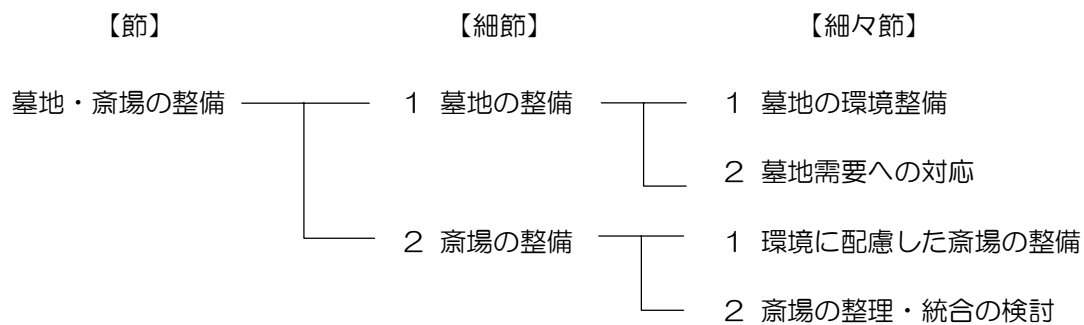 【節】 【細節】 【細々節】
墓地・斎場の整備 1 墓地の整備 1 墓地の環境整備
2 墓地需要への対応
2 斎場の整備 1 環境に配慮した斎場の整備
2 斎場の整理・統合の検討